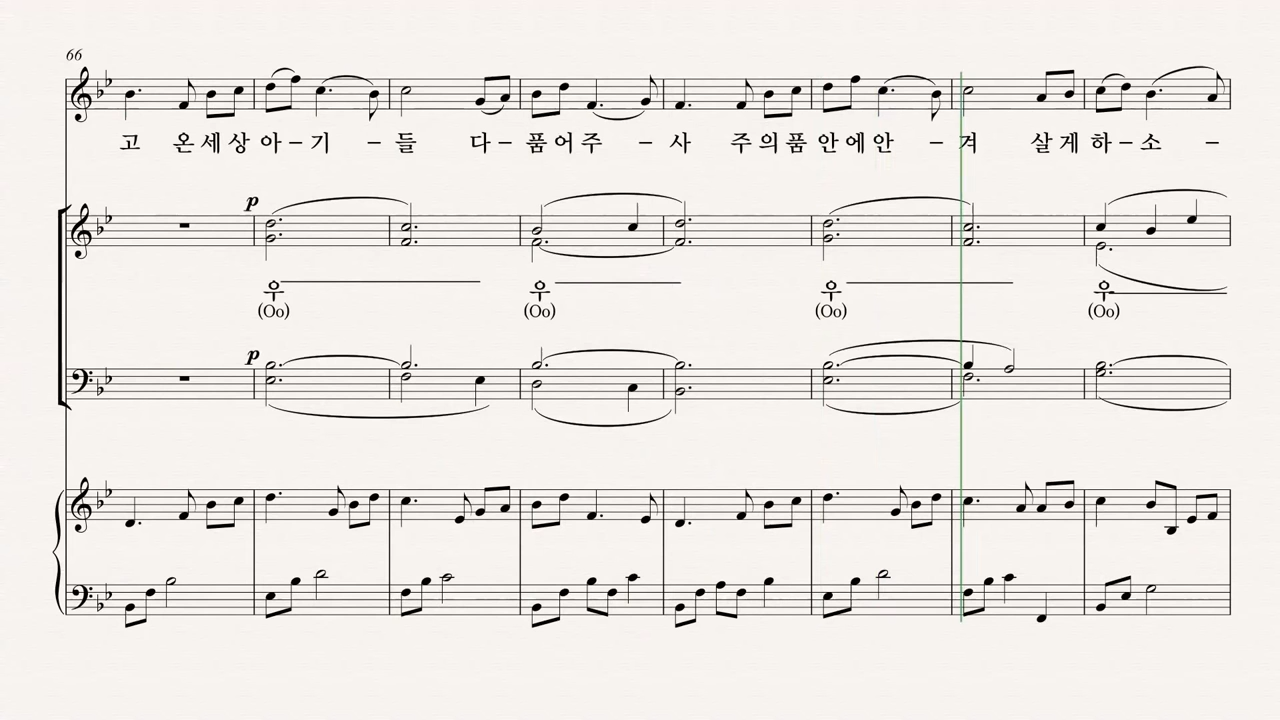 66
고 온세상아-기 -들 다-품어주 -사 주의품안에안 -겨 살게하-소 -
p
우 우 우 우
(Oo) (Oo) (Oo) (Oo)
p